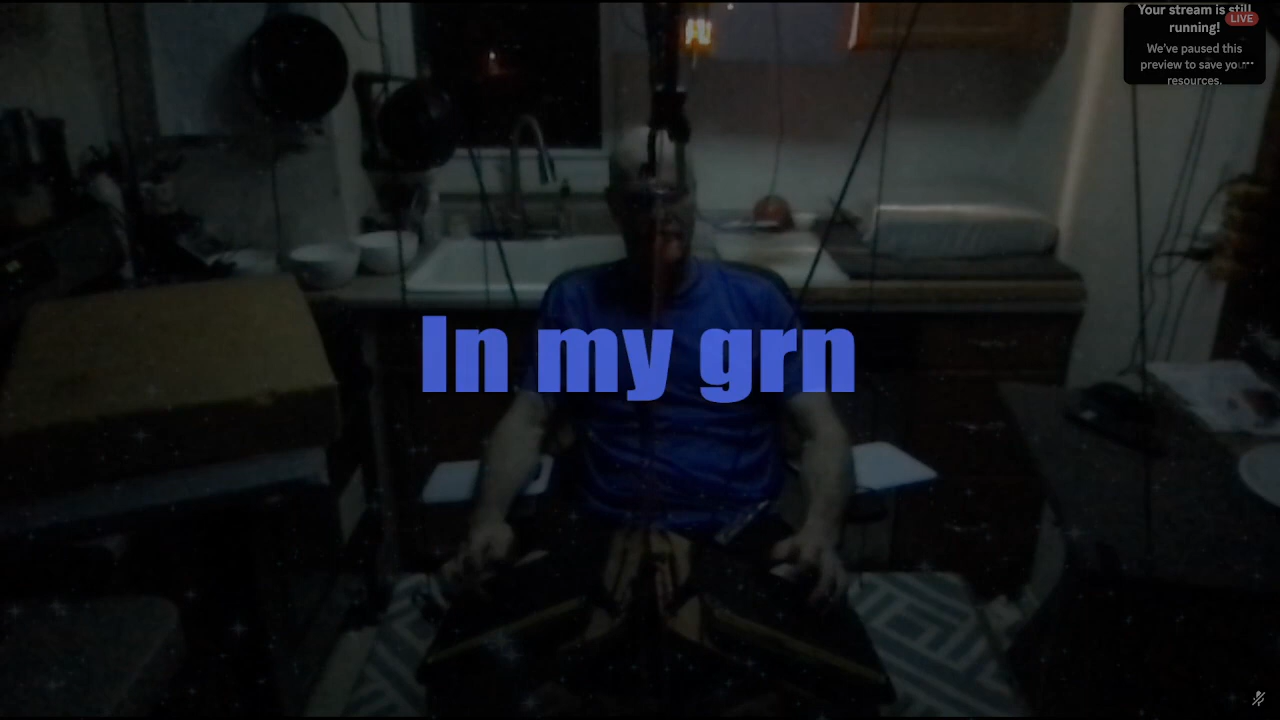 Your stream is still
running!
LIVE
We've paused this
preview to save your
resources.
In my grn